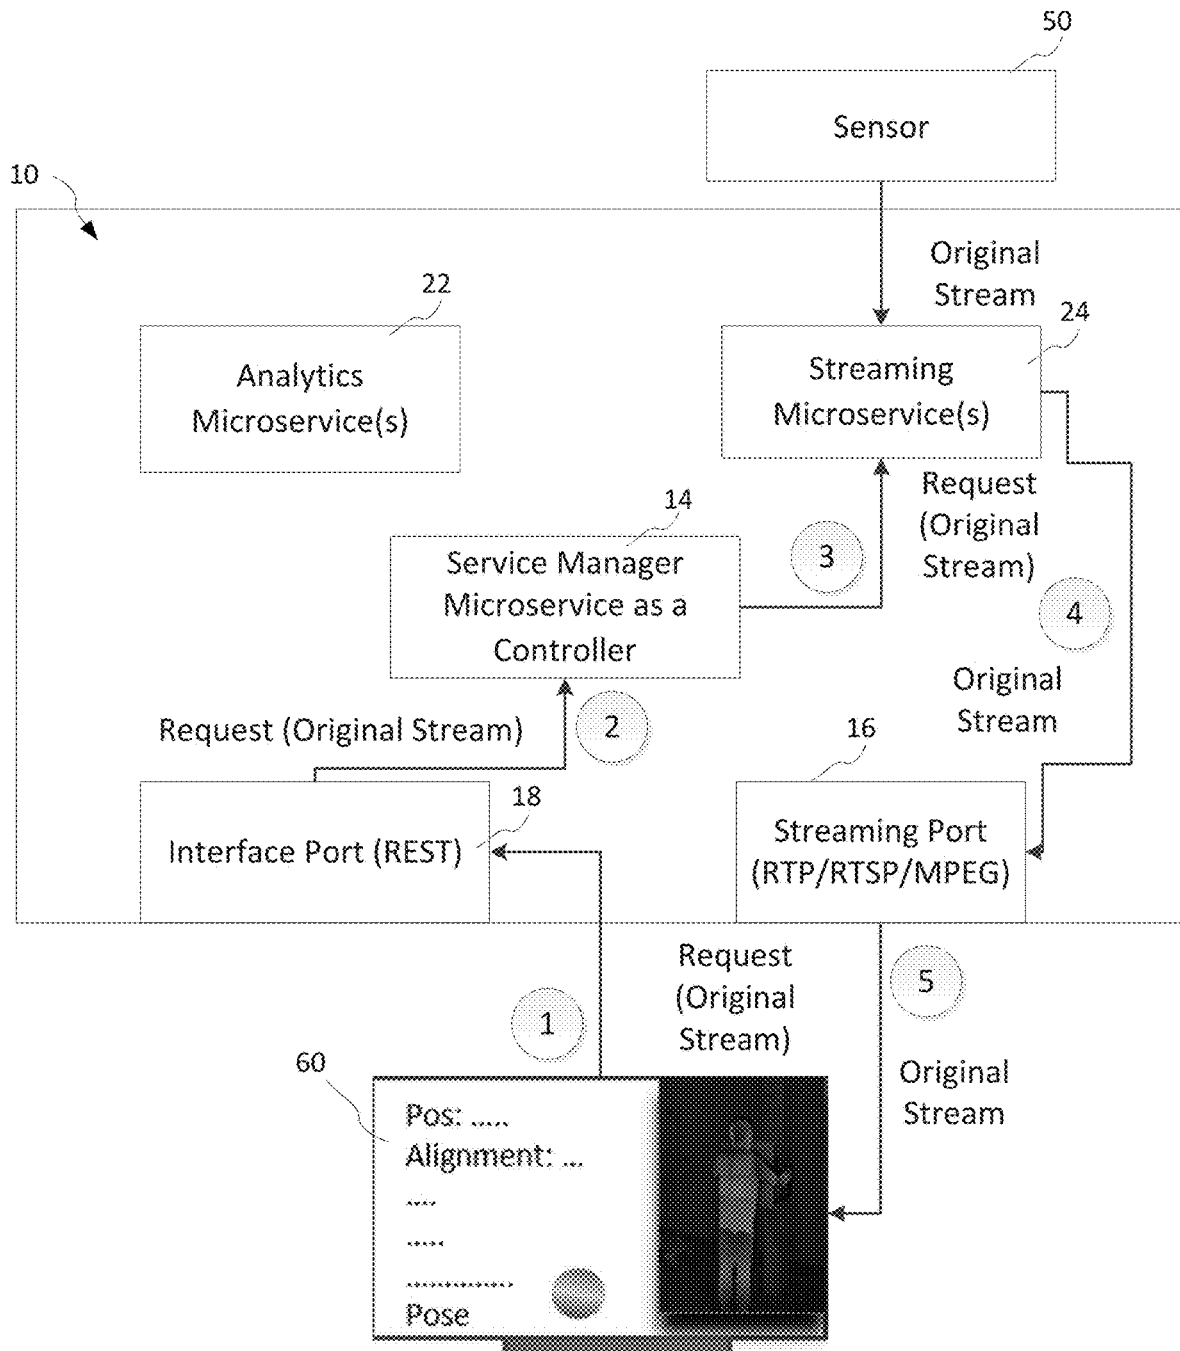 50
Sensor
10
Original
Stream
22
24
Analytics
Microservice(s)
Streaming
Microservice(s)
14
Request
(Original
Stream)
3
Service Manager
Microservice as a
Controller
4
Original
Stream
2
Request (Original Stream)
16
18
Interface Port (REST)
Streaming Port
(RTP/RTSP/MPEG)
Request
(Original
Stream)
5
1
60
Original
Stream
Pos: .....
Alignment: ...
....
.....
..............
Pose